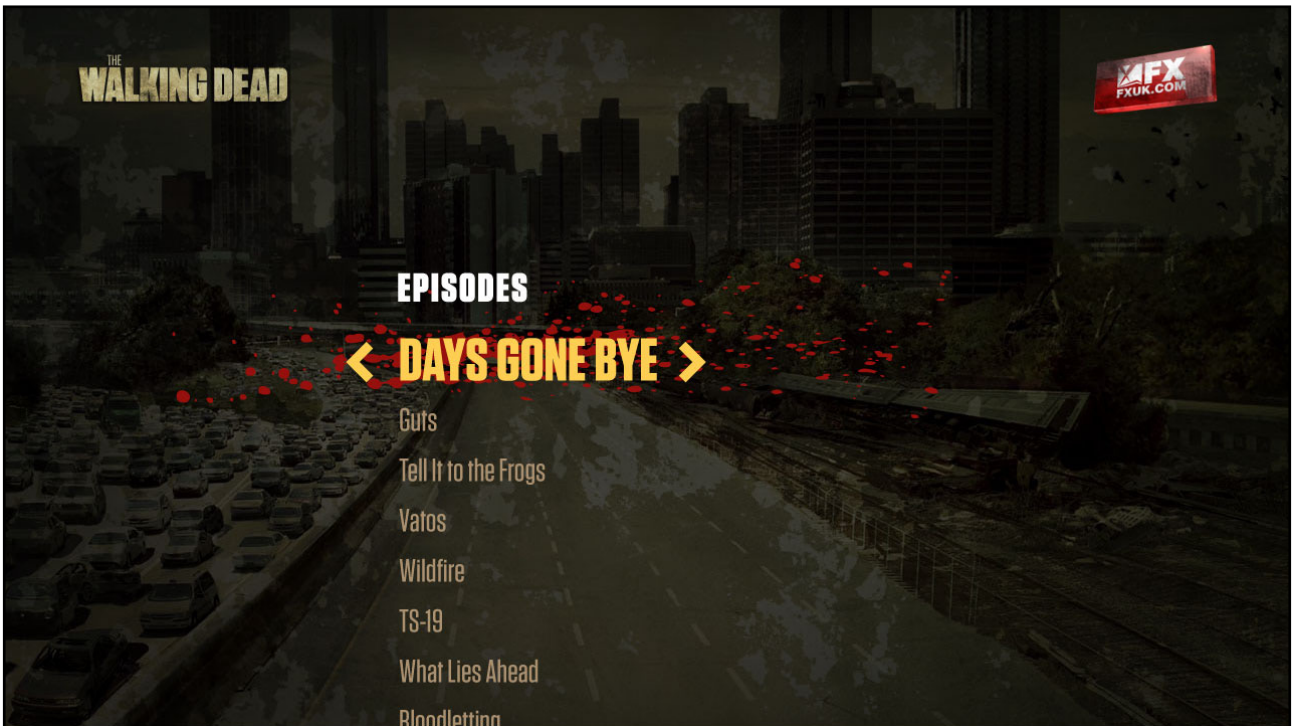 THE
WALKING DEAD
FX
FXUK.COM
EPISODES
< DAYS GONE BYE >
Guts
Tell It to the Frogs
Vatos
Wildfire
TS-19
What Lies Ahead
Bloodletting